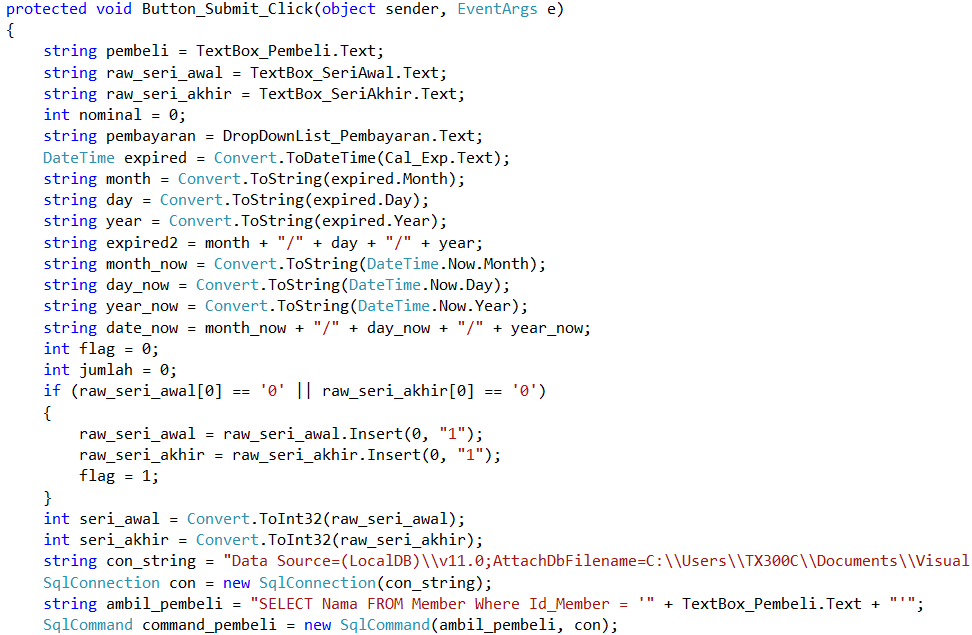 protected void Button_Submit_Click(object sender, EventArgs e)
{
    string pembeli = TextBox_Pembeli.Text;
    string raw_seri_awal = TextBox_SeriAwal.Text;
    string raw_seri_akhir = TextBox_SeriAkhir.Text;
    int nominal = 0;
    string pembayaran = DropDownList_Pembayaran.Text;
    DateTime expired = Convert.ToDateTime(Cal_Exp.Text);
    string month = Convert.ToString(expired.Month);
    string day = Convert.ToString(expired.Day);
    string year = Convert.ToString(expired.Year);
    string expired2 = month + "/" + day + "/" + year;
    string month_now = Convert.ToString(DateTime.Now.Month);
    string day_now = Convert.ToString(DateTime.Now.Day);
    string year_now = Convert.ToString(DateTime.Now.Year);
    string date_now = month_now + "/" + day_now + "/" + year_now;
    int flag = 0;
    int jumlah = 0;
    if (raw_seri_awal[0] == '0' || raw_seri_akhir[0] == '0')
    {
        raw_seri_awal = raw_seri_awal.Insert(0, "1");
        raw_seri_akhir = raw_seri_akhir.Insert(0, "1");
        flag = 1;
    }
    int seri_awal = Convert.ToInt32(raw_seri_awal);
    int seri_akhir = Convert.ToInt32(raw_seri_akhir);
    string con_string = "Data Source=(LocalDB)\\v11.0;AttachDbFilename=C:\\Users\\TX300C\\Documents\\Visual
    SqlConnection con = new SqlConnection(con_string);
    string ambil_pembeli = "SELECT Nama FROM Member Where Id_Member = '" + TextBox_Pembeli.Text + "'";
    SqlCommand command_pembeli = new SqlCommand(ambil_pembeli, con);